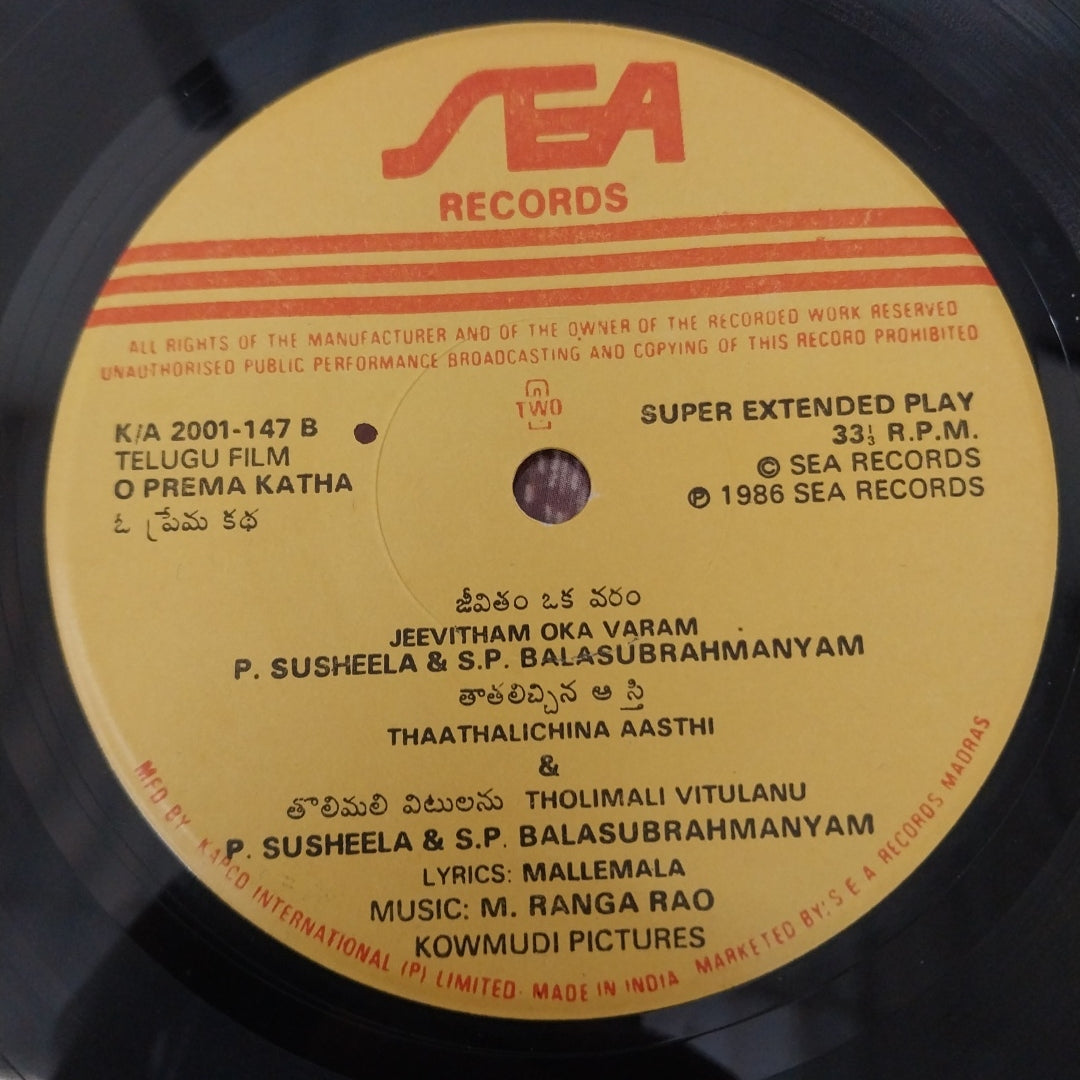 SEA
RECORDS
ALL RIGHTS OF THE MANUFACTURER AND OF THE OWNER OF THE RECORDED WORK RESERVED
UNAUTHORISED PUBLIC PERFORMANCE BROADCASTING AND COPYING OF THIS RECORD PROHIBITED
TWO
K/A 2001-147 B
TELUGU FILM
O PREMA KATHA
ఓ ప్రేమ కథ
SUPER EXTENDED PLAY
33⅓ R.P.M.
© SEA RECORDS
℗ 1986 SEA RECORDS
జీవితం ఒక వరం
JEEVITHAM OKA VARAM
P. SUSHEELA & S.P. BALASUBRAHMANYAM
తాతలిచ్చిన ఆ స్తి
THAATHALICHINA AASTHI
&
తొలిమలి విటులను THOLIMALI VITULANU
P. SUSHEELA & S.P. BALASUBRAHMANYAM
LYRICS: MALLEMALA
MUSIC: M. RANGA RAO
KOWMUDI PICTURES
MFD BY KAPCO INTERNATIONAL (P) LIMITED. MADE IN INDIA MARKETED BY: S E A RECORDS MADRAS